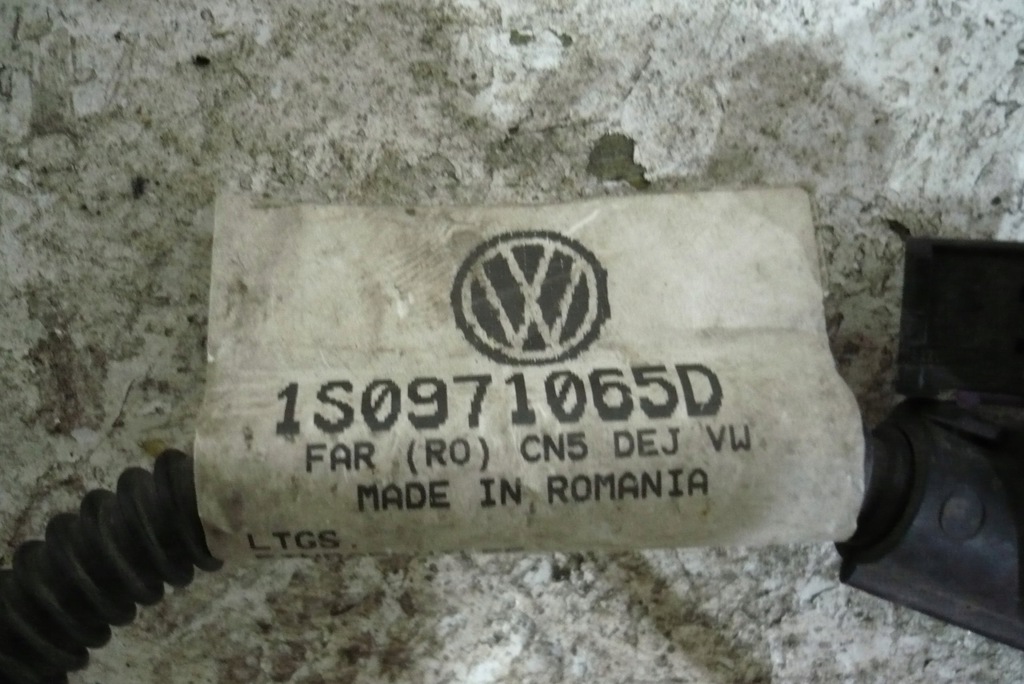 1S0971065D
FAR (RO) CN5 DEJ VW
MADE IN ROMANIA
LTGS